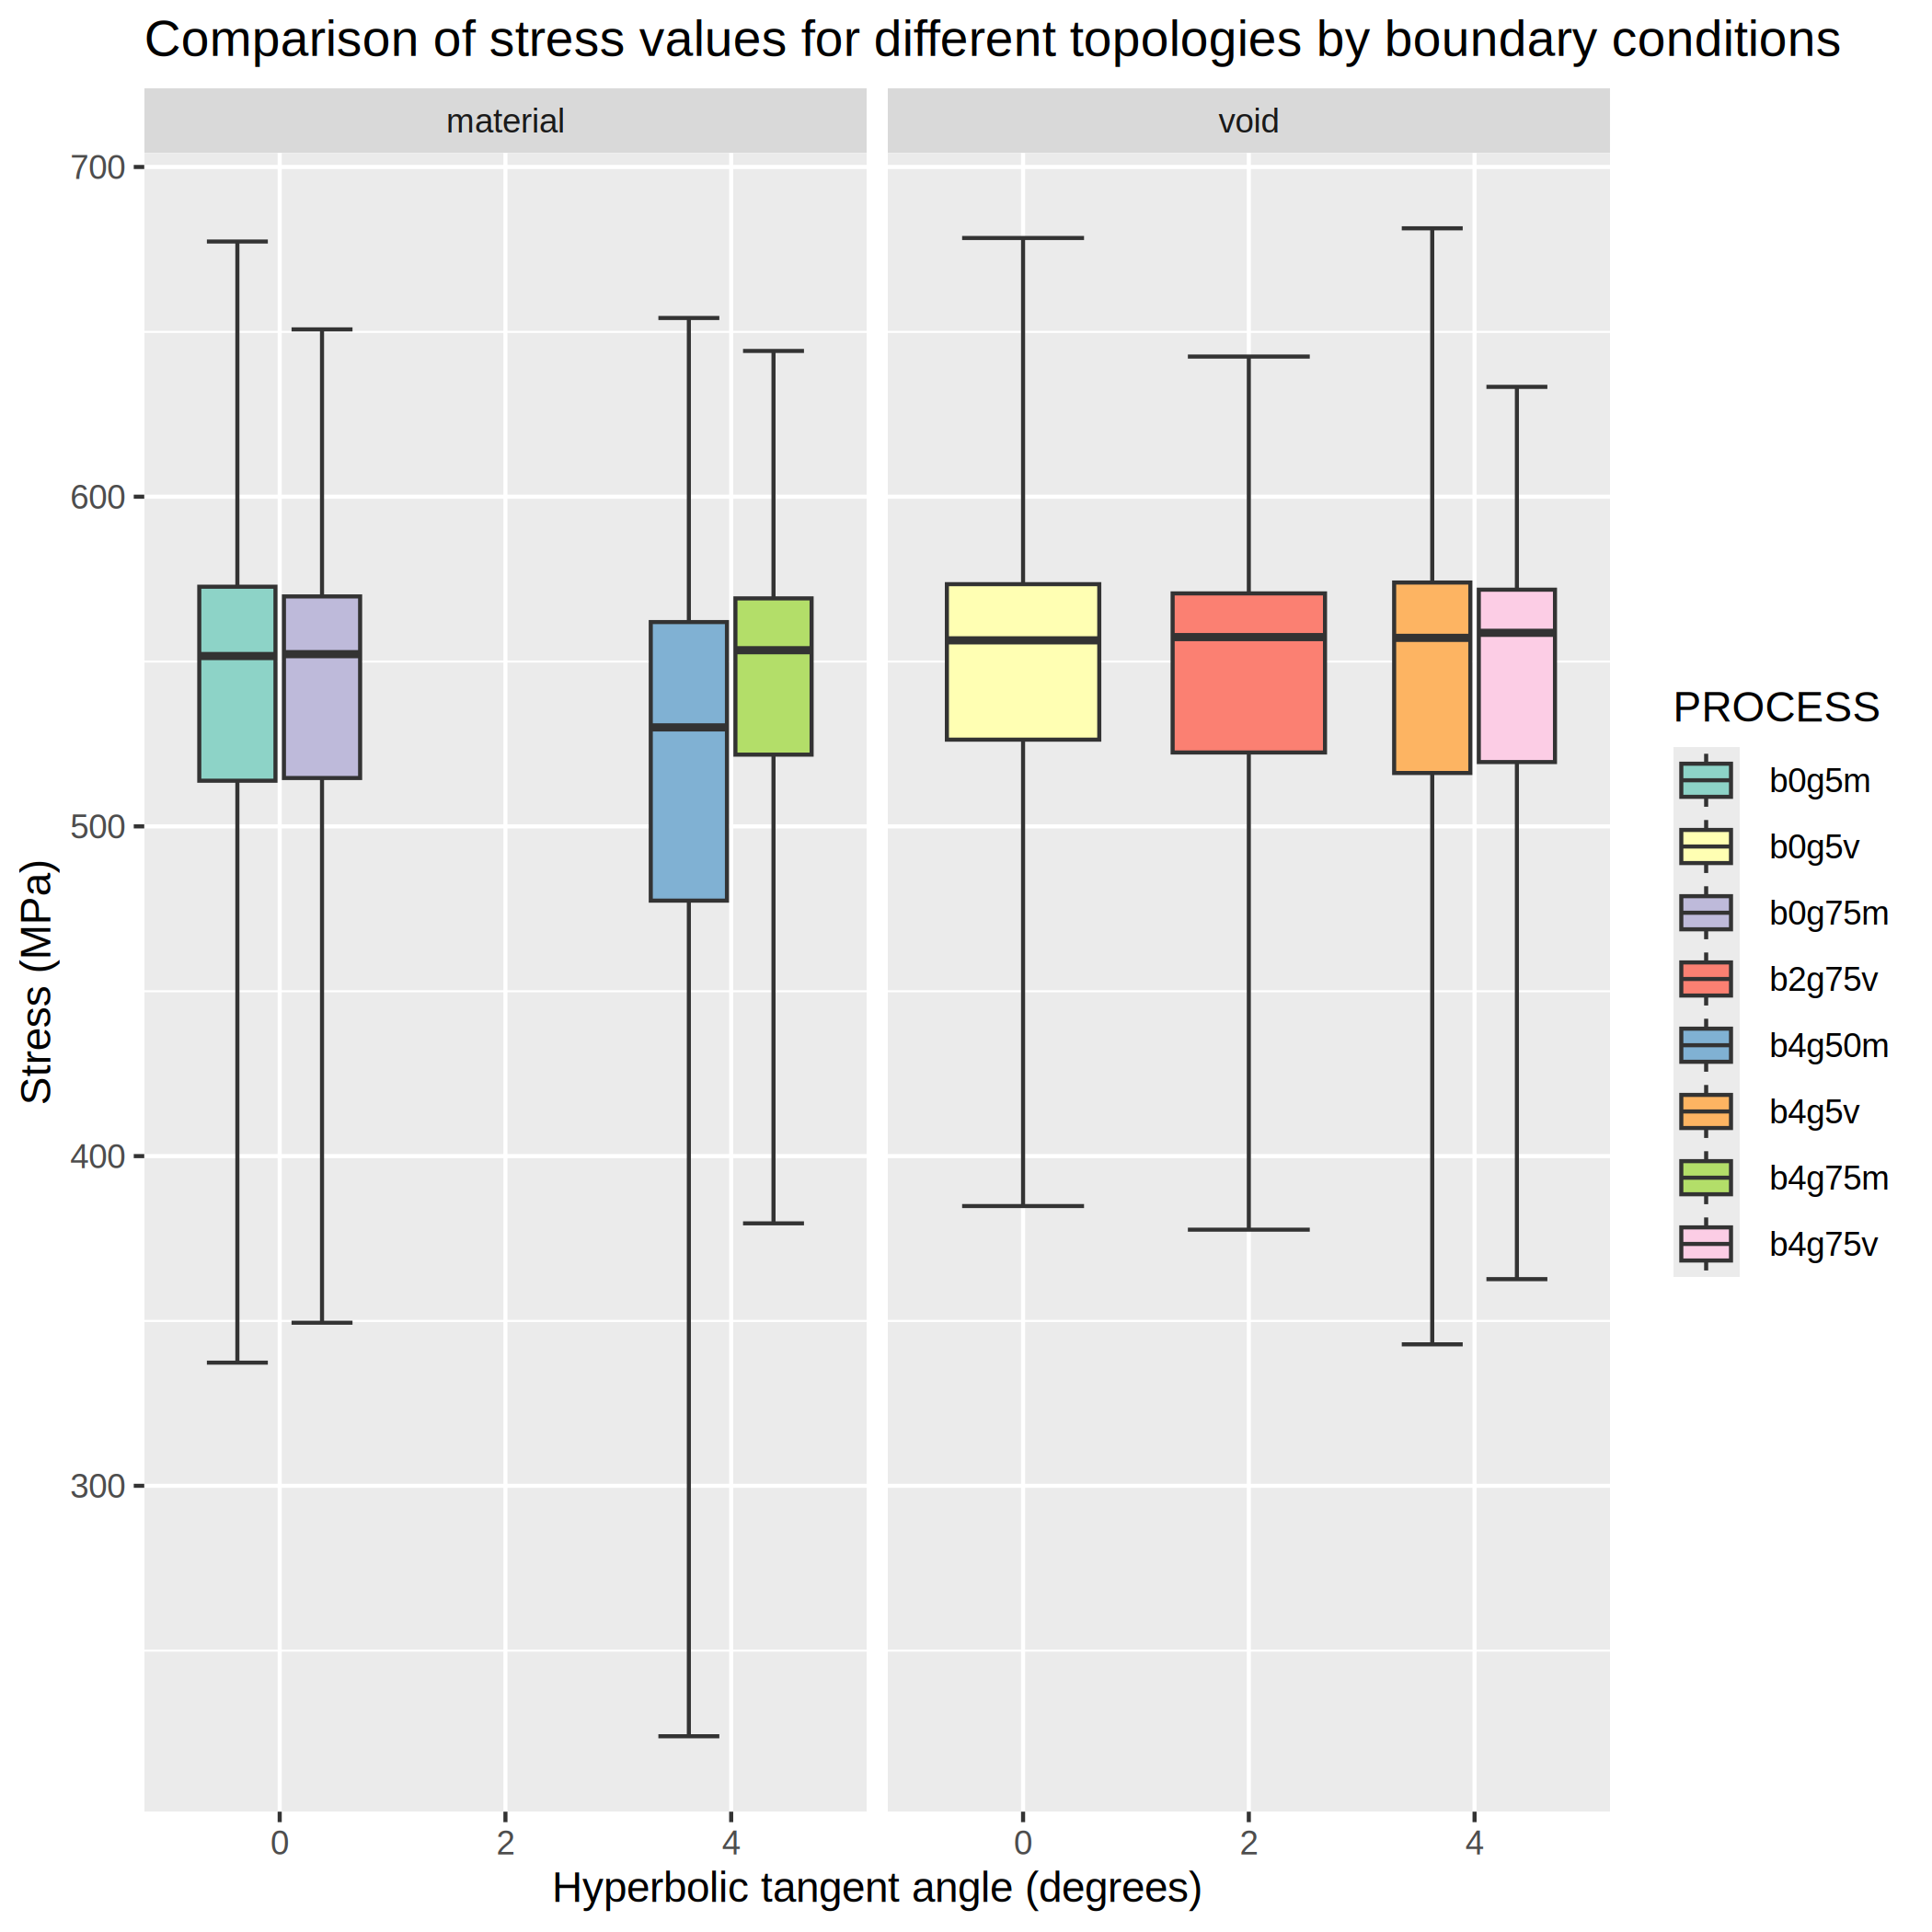 Comparison of stress values for different topologies by boundary conditions
material
void
700
600
500
400
300
Stress (MPa)
0
2
4
0
2
4
Hyperbolic tangent angle (degrees)
PROCESS
b0g5m
b0g5v
b0g75m
b2g75v
b4g50m
b4g5v
b4g75m
b4g75v